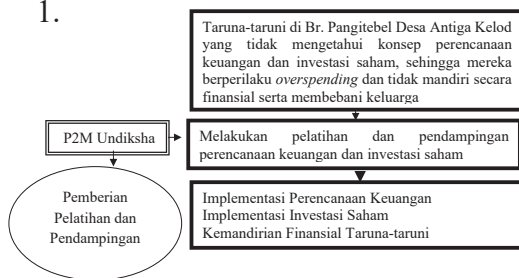 1.
Taruna-taruni di Br. Pangitebel Desa Antiga Kelod
yang tidak mengetahui konsep perencanaan
keuangan dan investasi saham, sehingga mereka
berperilaku overspending dan tidak mandiri secara
finansial serta membebani keluarga
P2M Undiksha
Melakukan pelatihan dan pendampingan
perencanaan keuangan dan investasi saham
Pemberian
Pelatihan dan
Pendampingan
Implementasi Perencanaan Keuangan
Implementasi Investasi Saham
Kemandirian Finansial Taruna-taruni